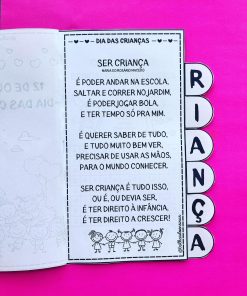 DIA DAS CRIANÇAS
SER CRIANÇA
É PODER ANDAR NA ESCOLA,
SALTAR E CORRER NO JARDIM,
É PODER JOGAR BOLA,
E TER TEMPO SÓ PRA MIM.
É QUERER SABER DE TUDO,
E TUDO MUITO BEM VER,
PRECISAR DE USAR AS MÃOS,
PARA O MUNDO CONHECER.
SER CRIANÇA É TUDO ISSO,
OU É, OU DEVIA SER,
É TER DIREITO À INFÂNCIA,
É TER DIREITO A CRESCER!
R
I
A
N
Ç
A